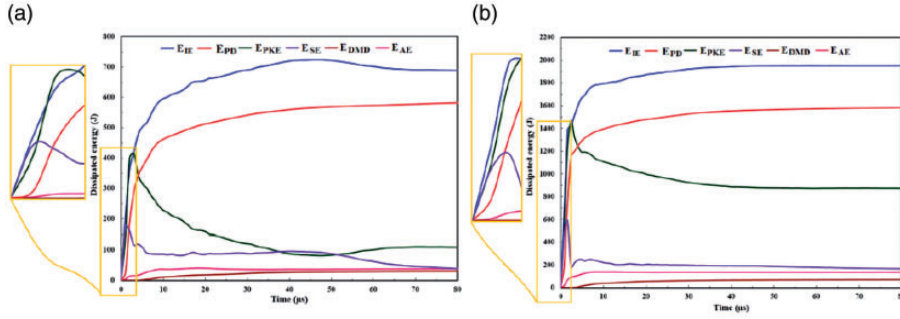 (a)
800
E_IE E_PD E_PKE E_SE E_DMD E_AE
700
600
500
400
300
200
100
0
Dissipated energy (J)
0 10 20 30 40 50 60 70 80
Time (μs)
(b)
2200
E_IE E_PD E_PKE E_SE E_DMD E_AE
2000
1800
1600
1400
1200
1000
800
600
400
200
0
Dissipated energy (J)
10 20 30 40 50 60 70 80
Time (μs)